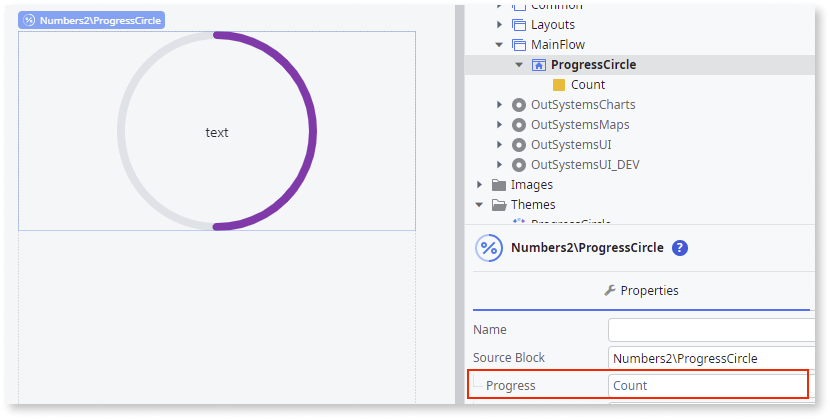 Numbers2\ProgressCircle
text
Common
Layouts
MainFlow
ProgressCircle
Count
OutSystemsCharts
OutSystemsMaps
OutSystemsUI
OutSystemsUI_DEV
Images
Themes
ProgressCircle
Numbers2\ProgressCircle ?
Properties
Name
Source Block Numbers2\ProgressCircle
Progress Count